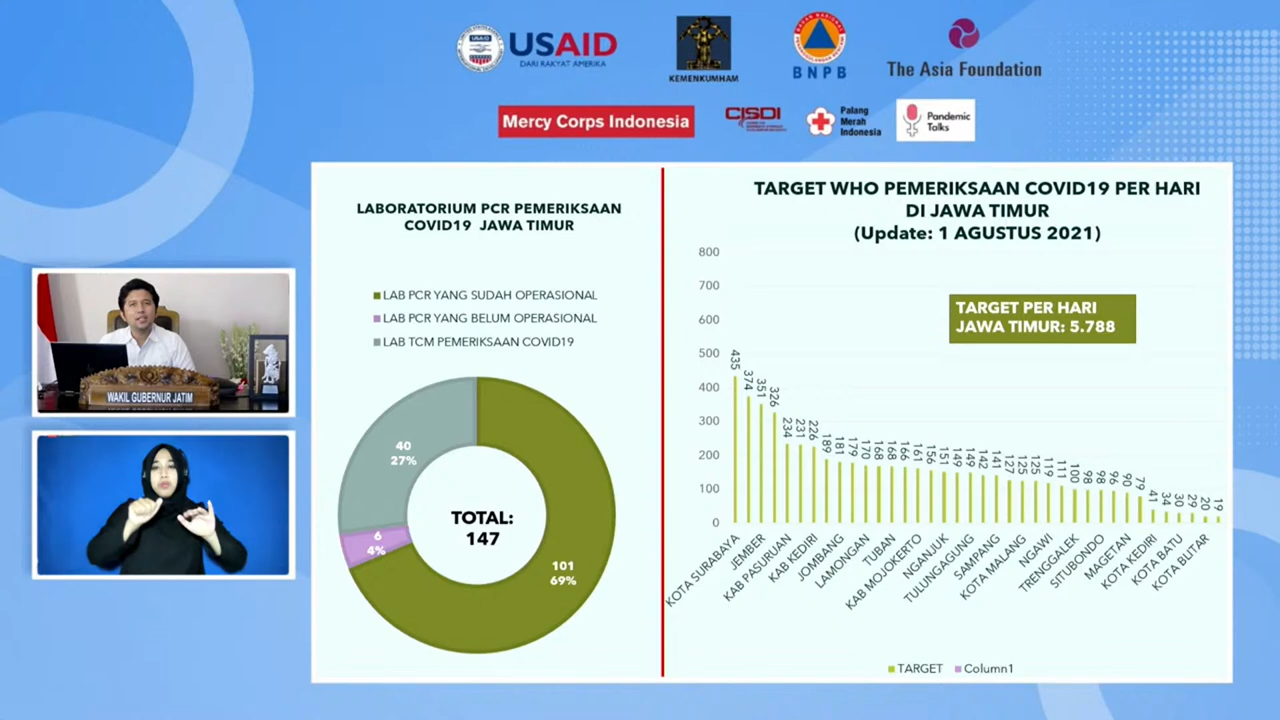 USAID
DARI RAKYAT AMERIKA
KEMENKUMHAM
BNPB
The Asia Foundation
Mercy Corps Indonesia
CISDI
Palang
Merah
Indonesia
Pandemic
Talks
LABORATORIUM PCR PEMERIKSAAN
COVID19 JAWA TIMUR
LAB PCR YANG SUDAH OPERASIONAL
LAB PCR YANG BELUM OPERASIONAL
LAB TCM PEMERIKSAAN COVID19
40
27%
6
4%
TOTAL:
147
101
69%
TARGET WHO PEMERIKSAAN COVID19 PER HARI
DI JAWA TIMUR
(Update: 1 AGUSTUS 2021)
TARGET PER HARI
JAWA TIMUR: 5.788
800
700
600
500
400
300
200
100
0
435
374
351
326
234
231
226
189
181
179
170
168
168
166
161
156
151
149
149
142
141
127
125
125
119
111
100
98
98
96
90
79
41
34
30
29
20
19
KOTA SURABAYA
JEMBER
KAB PASURUAN
KAB KEDIRI
JOMBANG
LAMONGAN
TUBAN
KAB MOJOKERTO
NGANJUK
TULUNGAGUNG
SAMPANG
KOTA MALANG
NGAWI
TRENGGALEK
SITUBONDO
MAGETAN
KOTA KEDIRI
KOTA BATU
KOTA BLITAR
TARGET
Column1
WAKIL GUBERNUR JATIM